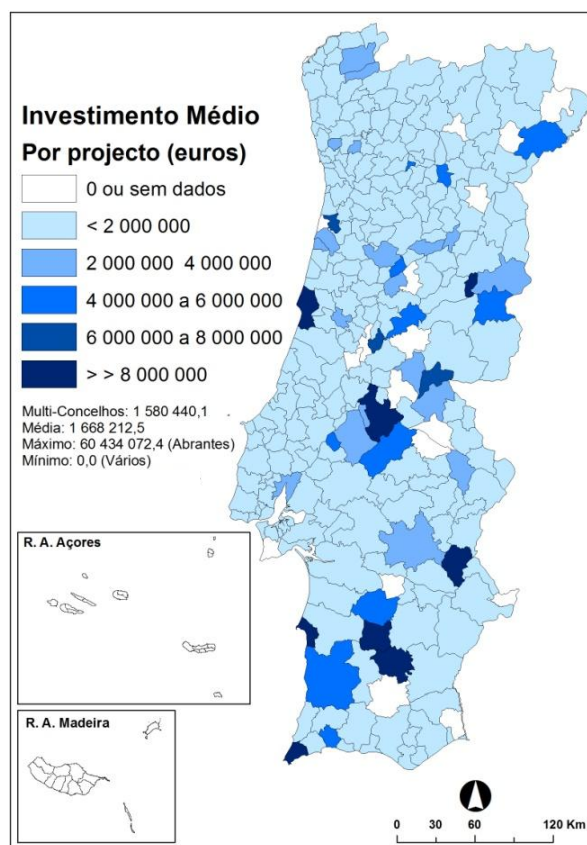 Investimento Médio
Por projecto (euros)
0 ou sem dados
< 2 000 000
2 000 000 4 000 000
4 000 000 a 6 000 000
6 000 000 a 8 000 000
> > 8 000 000
Multi-Concelhos: 1 580 440,1
Média: 1 668 212,5
Máximo: 60 434 072,4 (Abrantes)
Mínimo: 0,0 (Vários)
R. A. Açores
R. A. Madeira
0 30 60 120 Km